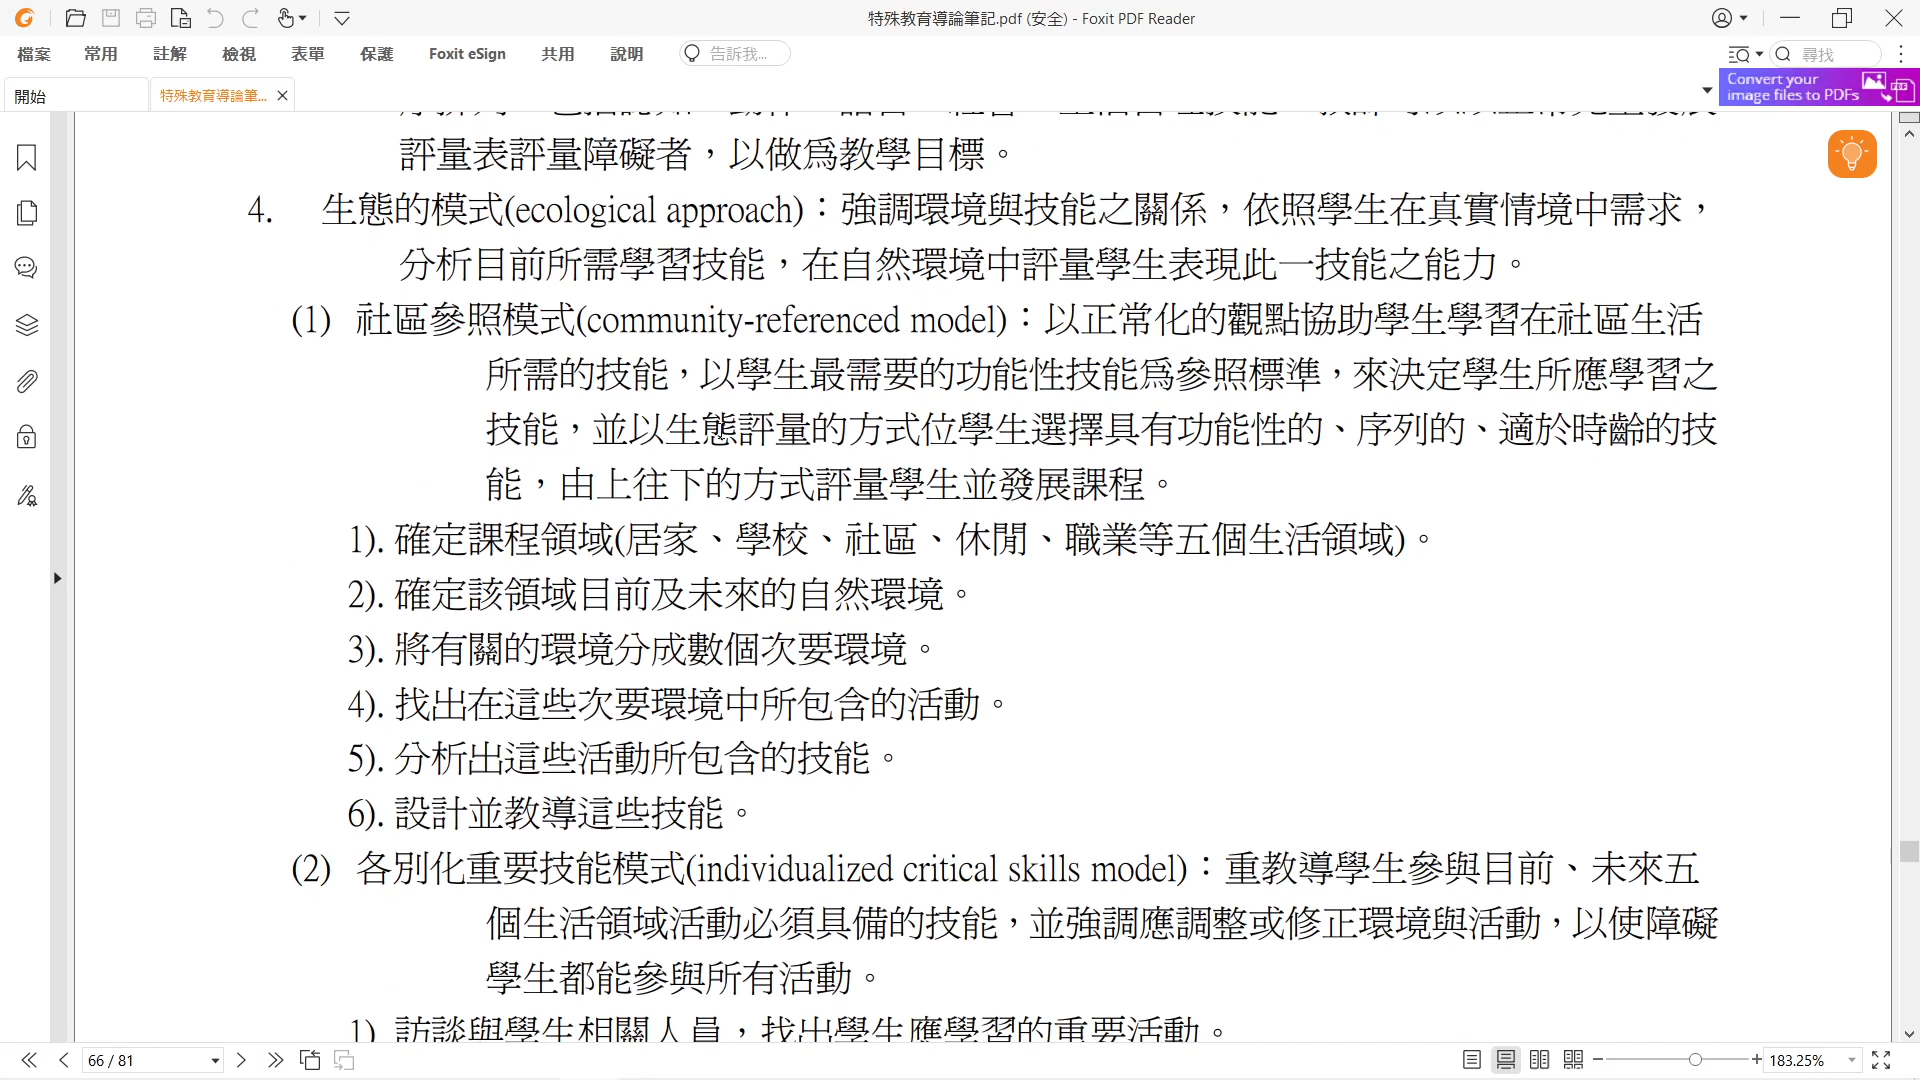 特殊教育導論筆記.pdf (安全) - Foxit PDF Reader
檔案 常用 註解 檢視 表單 保護 Foxit eSign 共用 說明 告訴我... 尋找
Convert your
image files to PDFs
開始 特殊教育導論筆...
評量表評量障礙者，以做為教學目標。
4. 生態的模式(ecological approach)：強調環境與技能之關係，依照學生在真實情境中需求，
分析目前所需學習技能，在自然環境中評量學生表現此一技能之能力。
(1) 社區參照模式(community-referenced model)：以正常化的觀點協助學生學習在社區生活
所需的技能，以學生最需要的功能性技能為參照標準，來決定學生所應學習之
技能，並以生態評量的方式位學生選擇具有功能性的、序列的、適於時齡的技
能，由上往下的方式評量學生並發展課程。
1). 確定課程領域(居家、學校、社區、休閒、職業等五個生活領域)。
2). 確定該領域目前及未來的自然環境。
3). 將有關的環境分成數個次要環境。
4). 找出在這些次要環境中所包含的活動。
5). 分析出這些活動所包含的技能。
6). 設計並教導這些技能。
(2) 各別化重要技能模式(individualized critical skills model)：重教導學生參與目前、未來五
個生活領域活動必須具備的技能，並強調應調整或修正環境與活動，以使障礙
學生都能參與所有活動。
1) 訪談與學生相關人員，找出學生應學習的重要活動。
66 / 81 183.25%